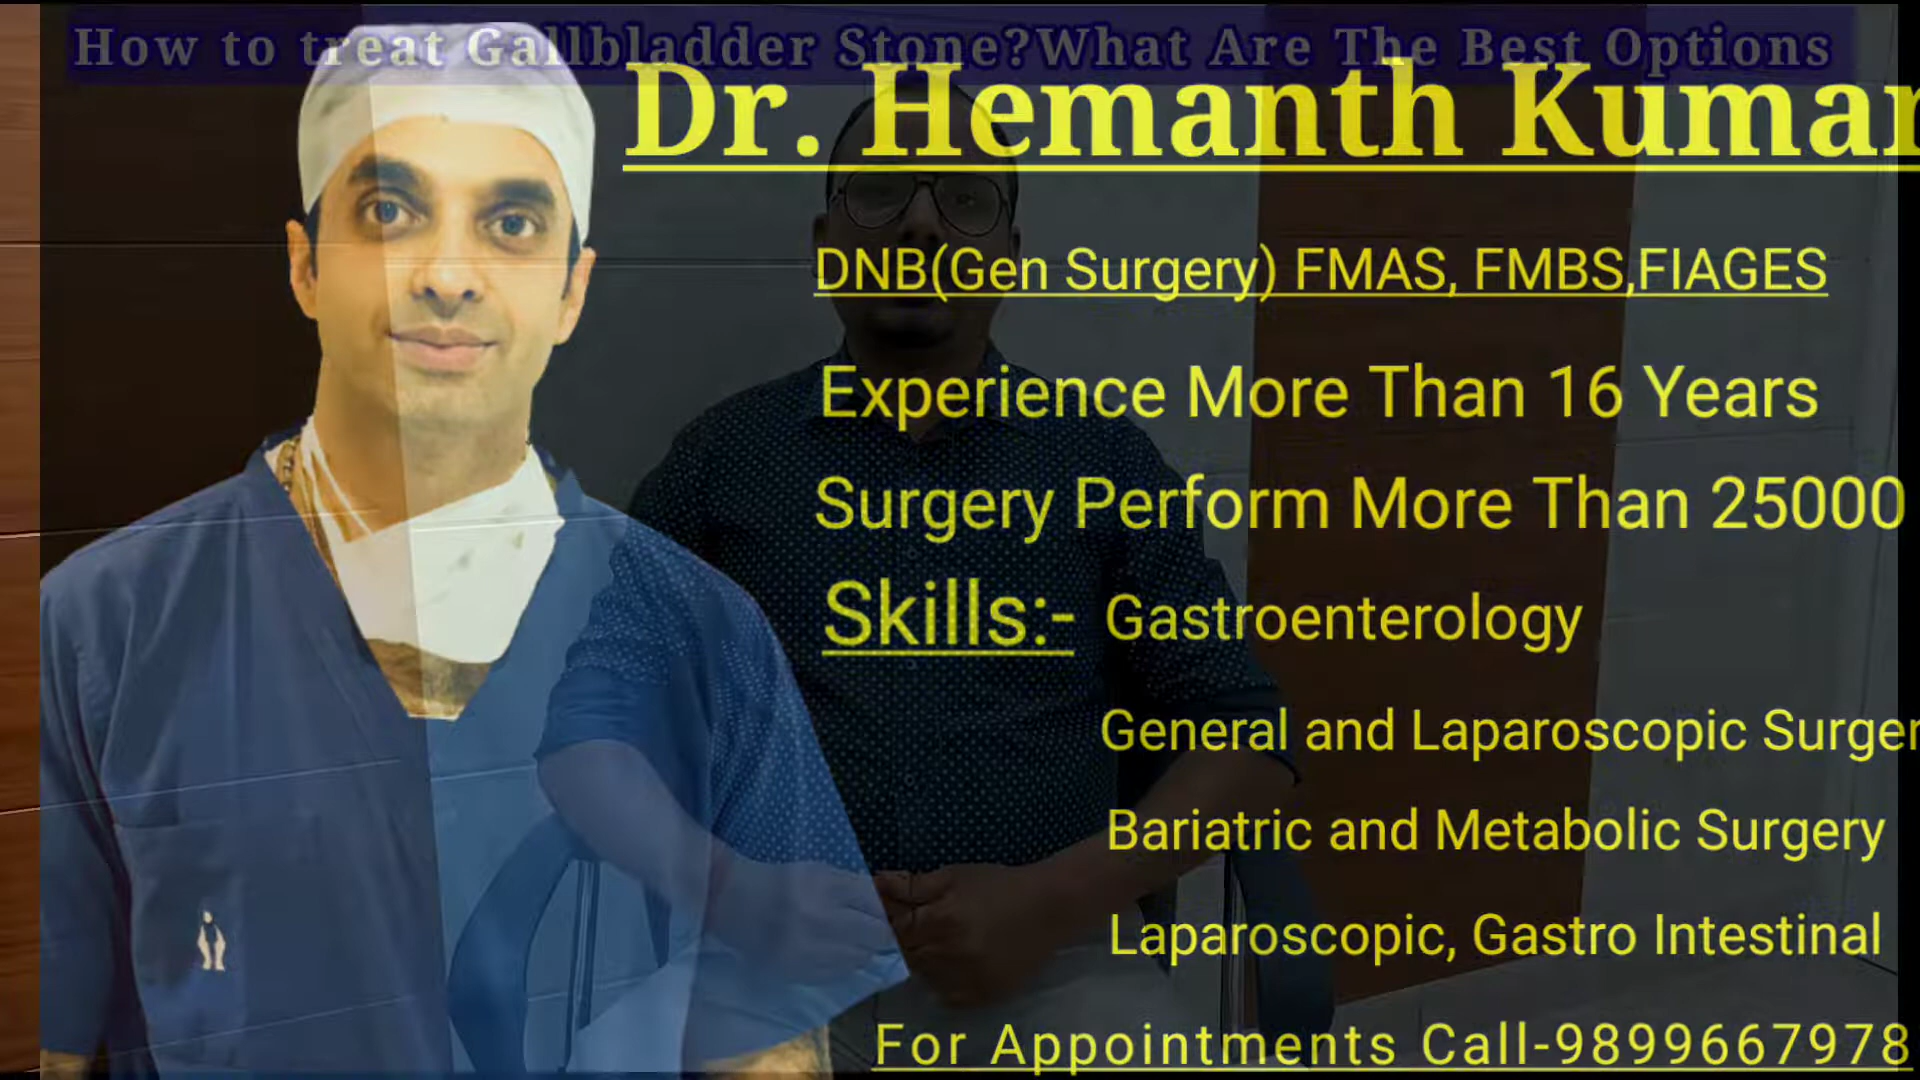 How to treat Gallbladder Stone?What Are The Best Options
Dr. Hemanth Kumar
DNB(Gen Surgery) FMAS, FMBS,FIAGES
Experience More Than 16 Years
Surgery Perform More Than 25000
Skills:- Gastroenterology
General and Laparoscopic Surger
Bariatric and Metabolic Surgery
Laparoscopic, Gastro Intestinal
For Appointments Call-9899667978